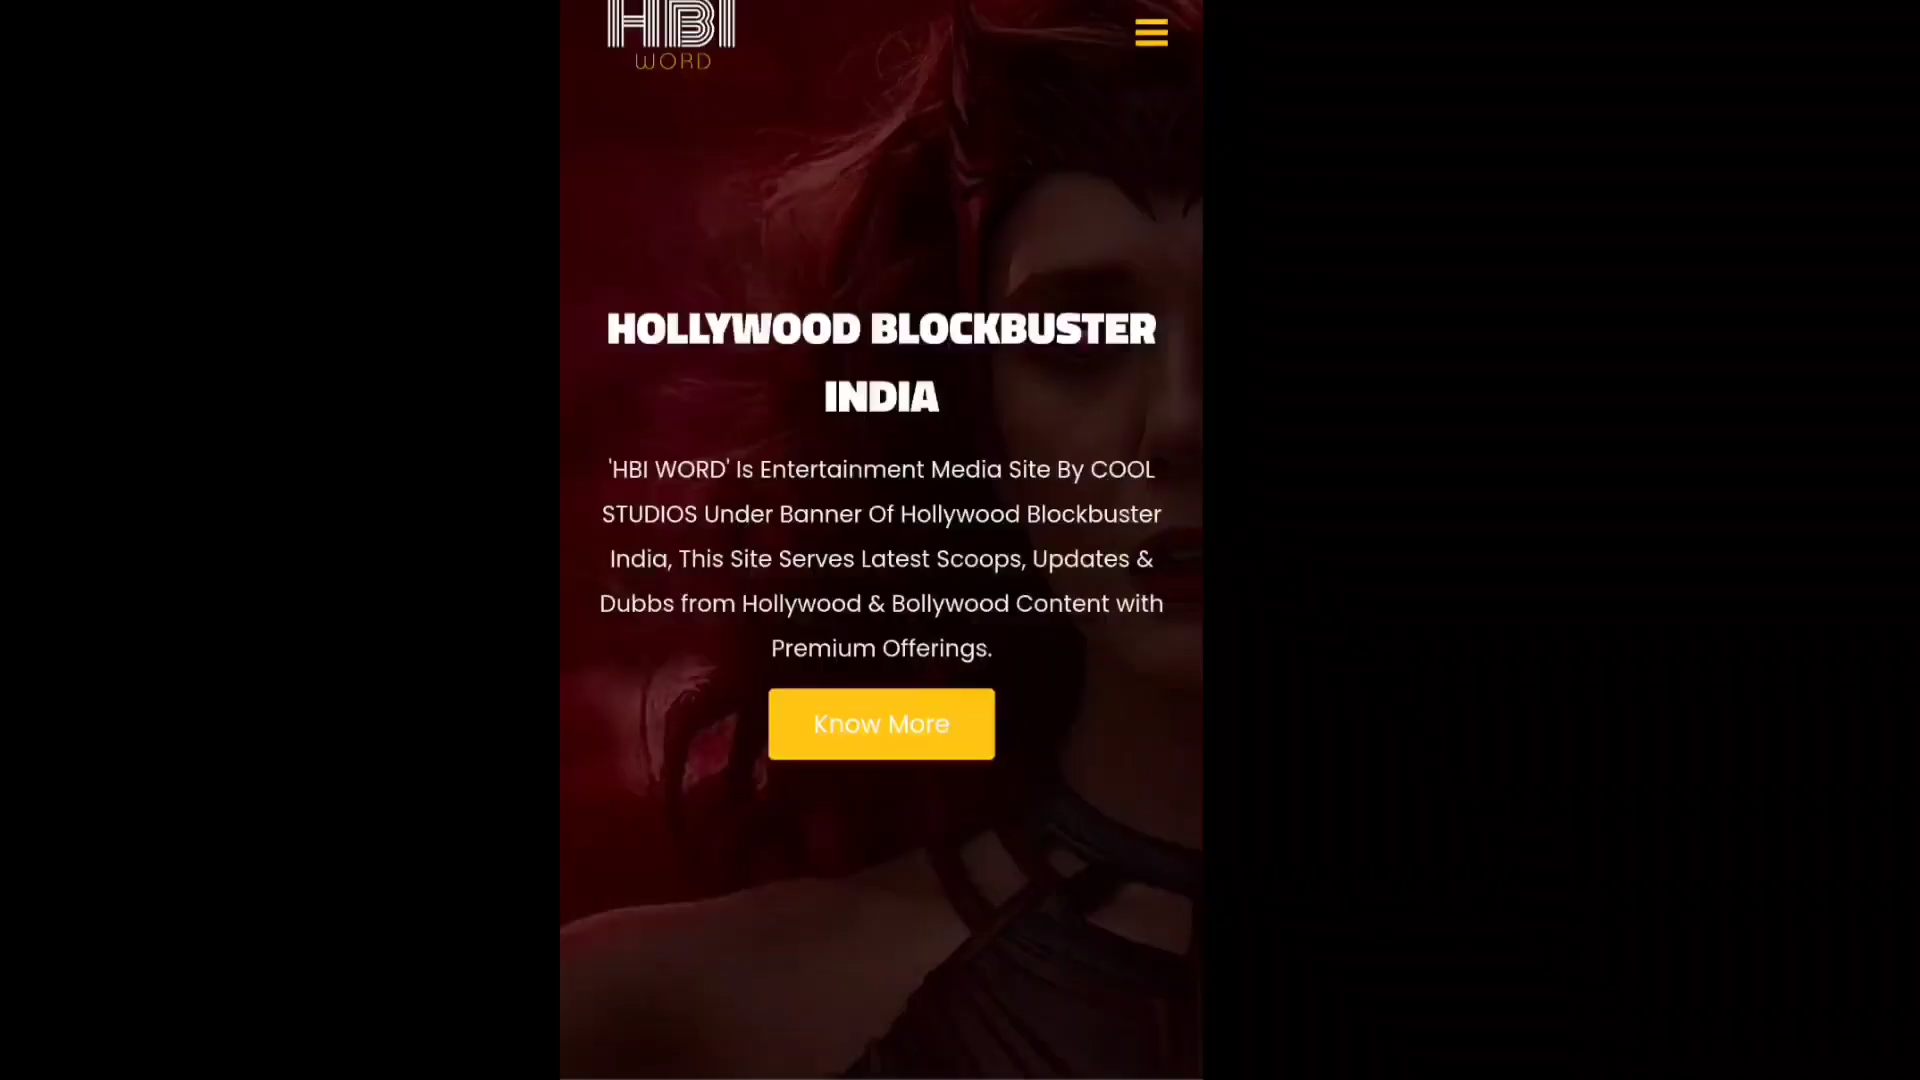 HBI
WORD
HOLLYWOOD BLOCKBUSTER
INDIA
'HBI WORD' Is Entertainment Media Site By COOL
STUDIOS Under Banner Of Hollywood Blockbuster
India, This Site Serves Latest Scoops, Updates &
Dubbs from Hollywood & Bollywood Content with
Premium Offerings.
Know More